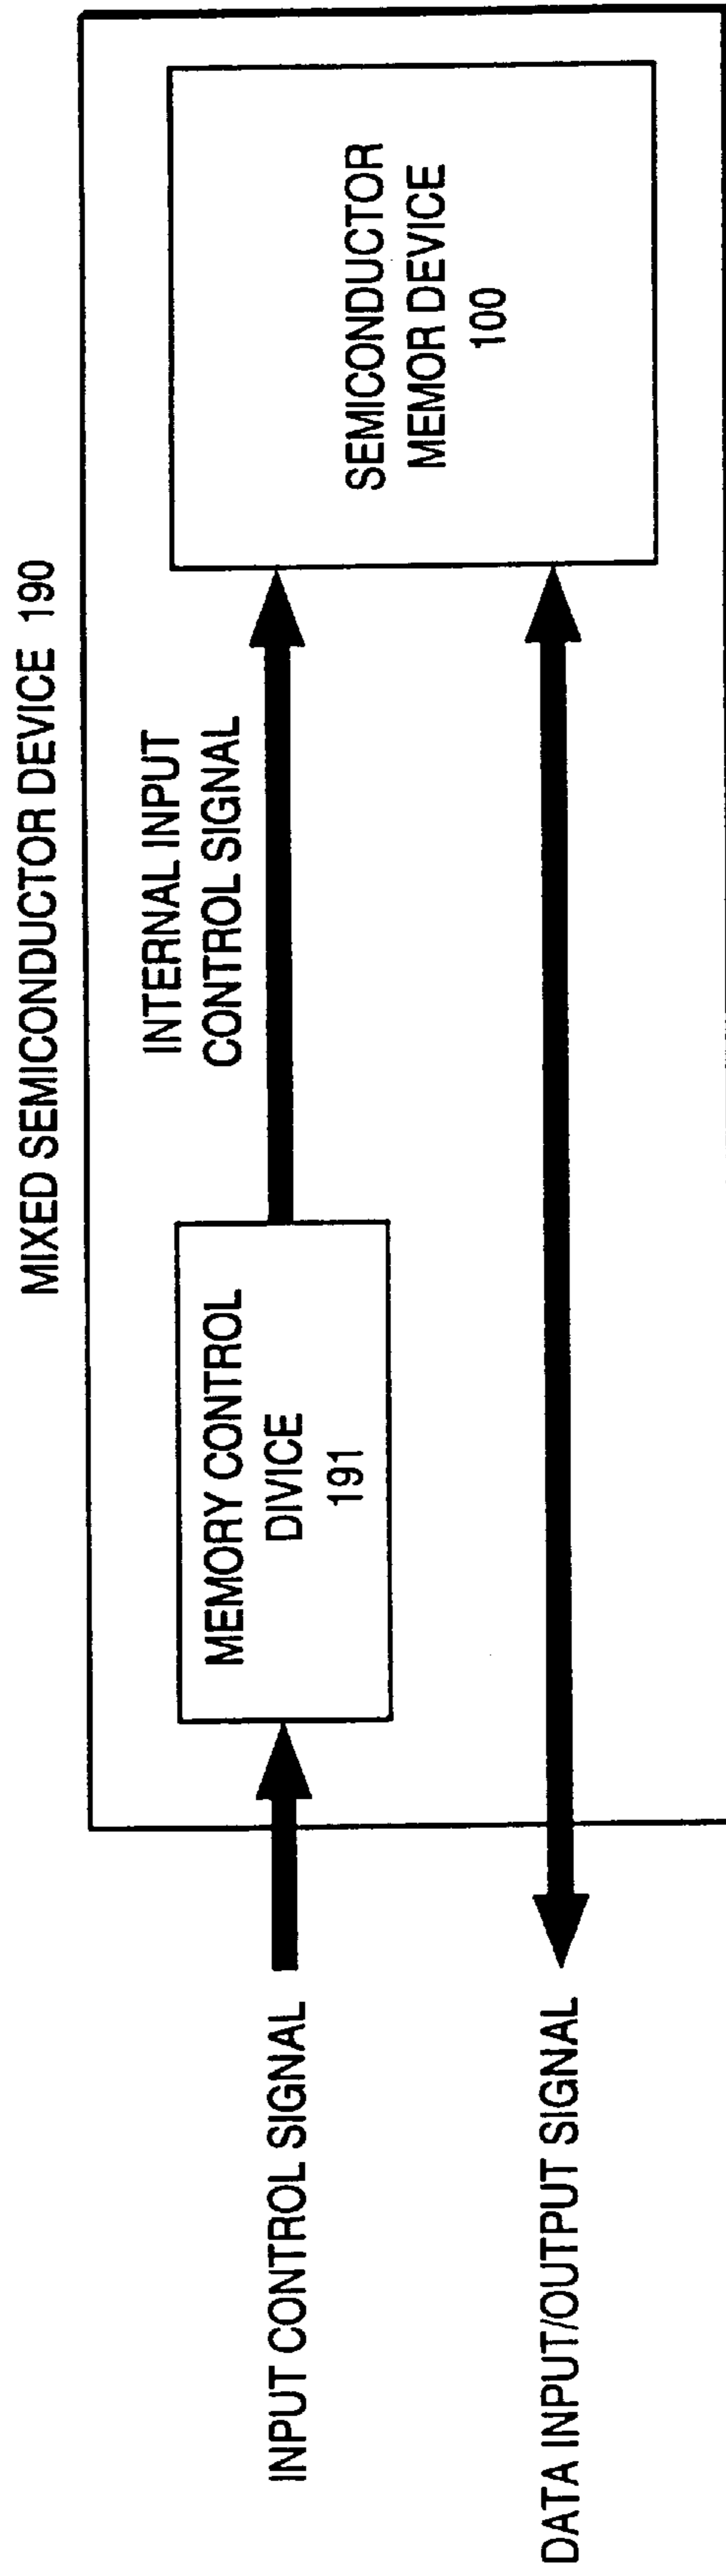 MIXED SEMICONDUCTOR DEVICE 190
INPUT CONTROL SIGNAL
MEMORY CONTROL
DIVICE
191
INTERNAL INPUT
CONTROL SIGNAL
SEMICONDUCTOR
MEMOR DEVICE
100
DATA INPUT/OUTPUT SIGNAL